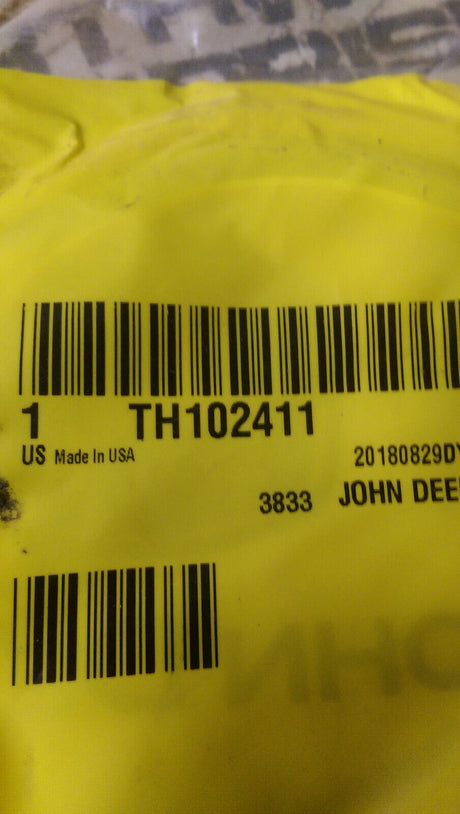 1 TH102411
US Made In USA
20180829DY
3833 JOHN DEE